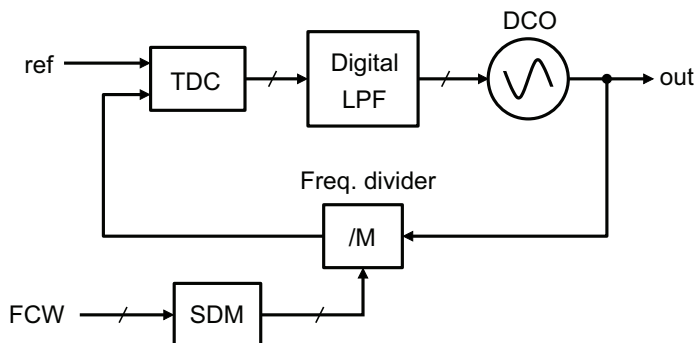 DCO
ref
TDC
Digital
LPF
out
Freq. divider
/M
FCW
SDM